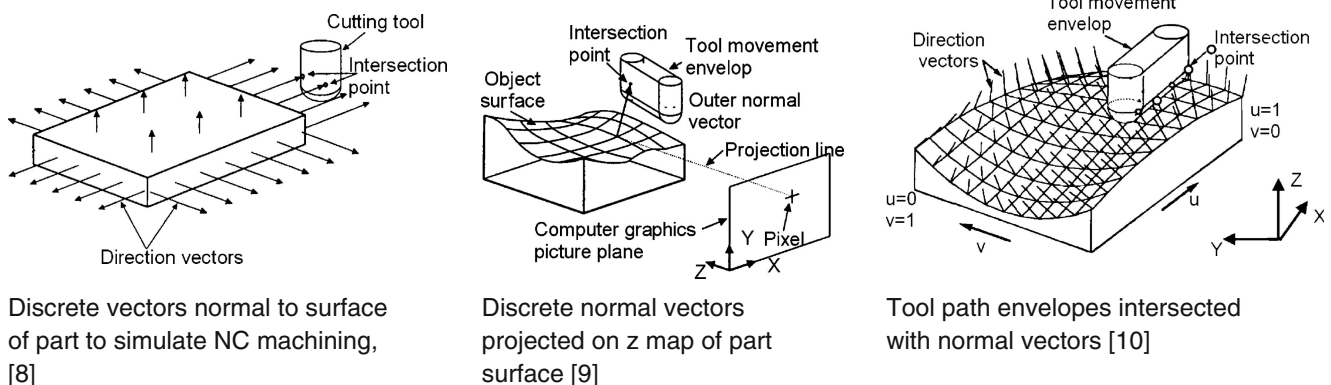 Cutting tool
Intersection
point
Direction vectors
Discrete vectors normal to surface
of part to simulate NC machining,
[8]
Intersection
point
Tool movement
envelop
Object
surface
Outer normal
vector
Projection line
Computer graphics
picture plane
Pixel
Y
Z
X
Discrete normal vectors
projected on z map of part
surface [9]
Tool movement
envelop
Direction
vectors
Intersection
point
u=1
v=0
u=0
v=1
u
v
Z
X
Y
Tool path envelopes intersected
with normal vectors [10]